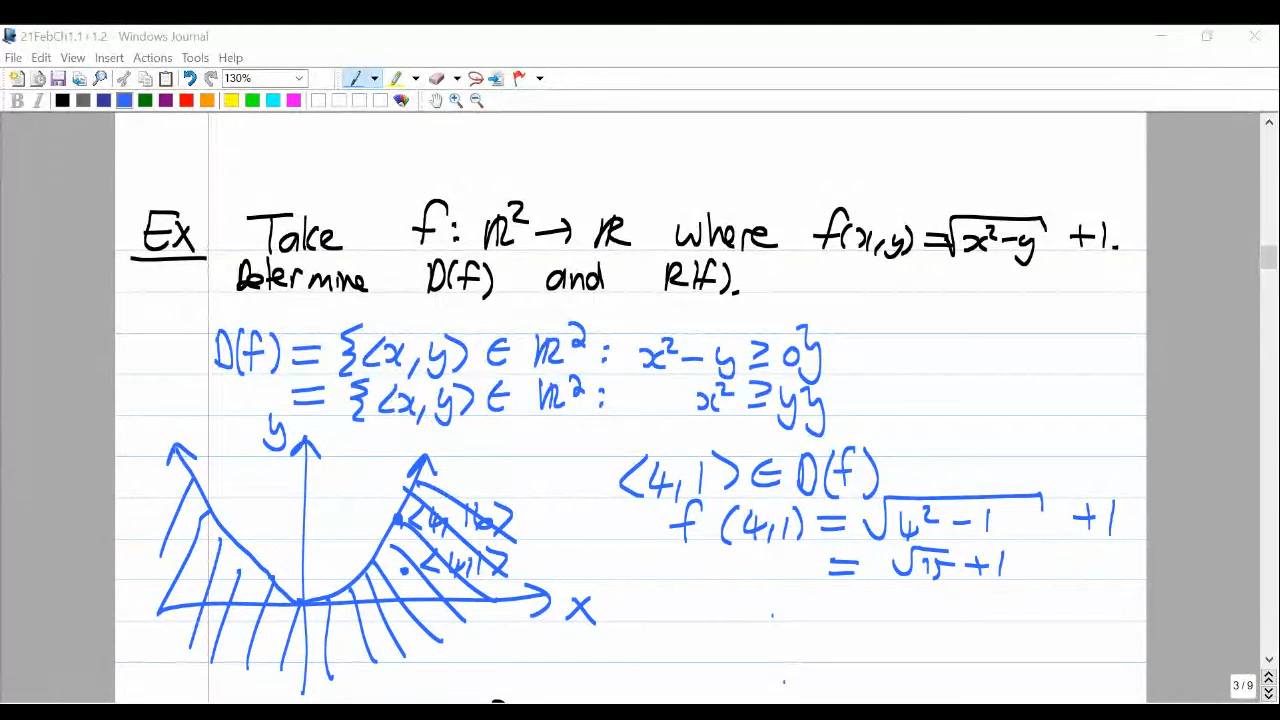 21FebCh1.1+1.2 - Windows Journal
File Edit View Insert Actions Tools Help
130%
B I
Ex Take f: ℝ² → ℝ where f(x,y) = √(x²-y) + 1.
Determine D(f) and R(f).
D(f) = {<x,y> ∈ ℝ² : x²-y ≥ 0}
= {<x,y> ∈ ℝ² : x² ≥ y}
y
<4,1> ∈ D(f)
f(4,1) = √(4²-1) + 1
<4,16>
= √15 + 1
<4,1>
x
3 / 9